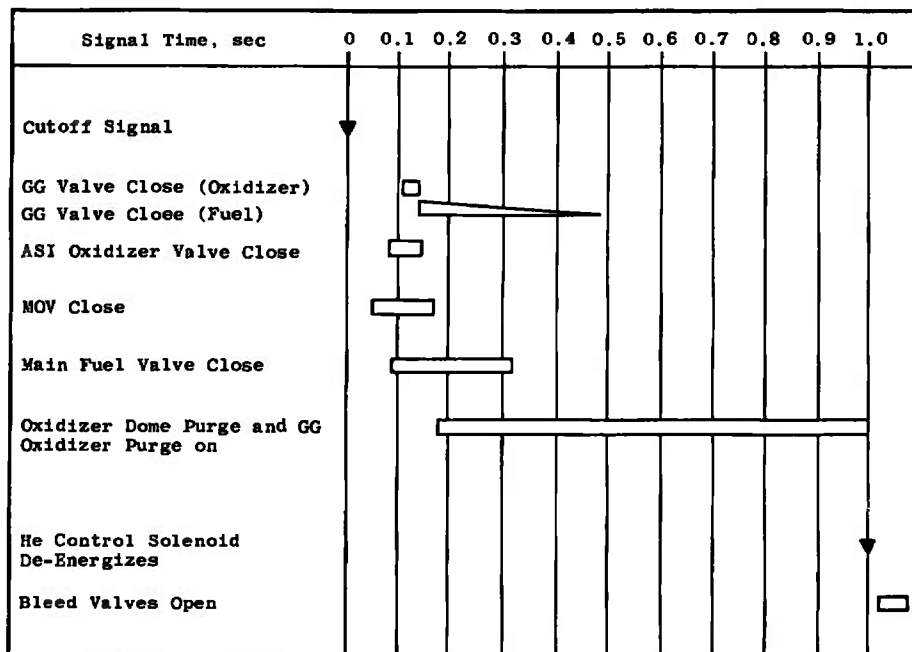 Signal Time, sec 0 0.1 0.2 0.3 0.4 0.5 0.6 0.7 0.8 0.9 1.0
Cutoff Signal
GG Valve Close (Oxidizer)
GG Valve Cloee (Fuel)
ASI Oxidizer Valve Close
MOV Close
Main Fuel Valve Close
Oxidizer Dome Purge and GG
Oxidizer Purge on
He Control Solenoid
De-Energizes
Bleed Valves Open